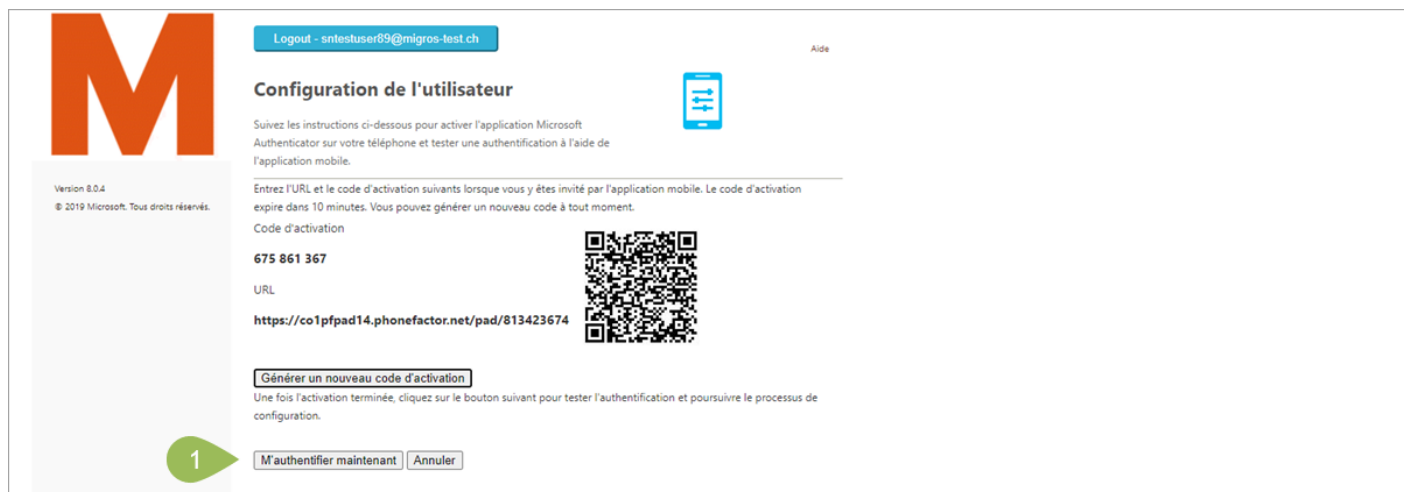 M
Logout - sntestuser89@migros-test.ch
Aide
Configuration de l'utilisateur
Suivez les instructions ci-dessous pour activer l'application Microsoft
Authenticator sur votre téléphone et tester une authentification à l'aide de
l'application mobile.
Version 8.0.4
© 2019 Microsoft. Tous droits réservés.
Entrez l'URL et le code d'activation suivants lorsque vous y êtes invité par l'application mobile. Le code d'activation
expire dans 10 minutes. Vous pouvez générer un nouveau code à tout moment.
Code d'activation
675 861 367
URL
https://co1pfpad14.phonefactor.net/pad/813423674
Générer un nouveau code d'activation
Une fois l'activation terminée, cliquez sur le bouton suivant pour tester l'authentification et poursuivre le processus de
configuration.
1
M'authentifier maintenant Annuler